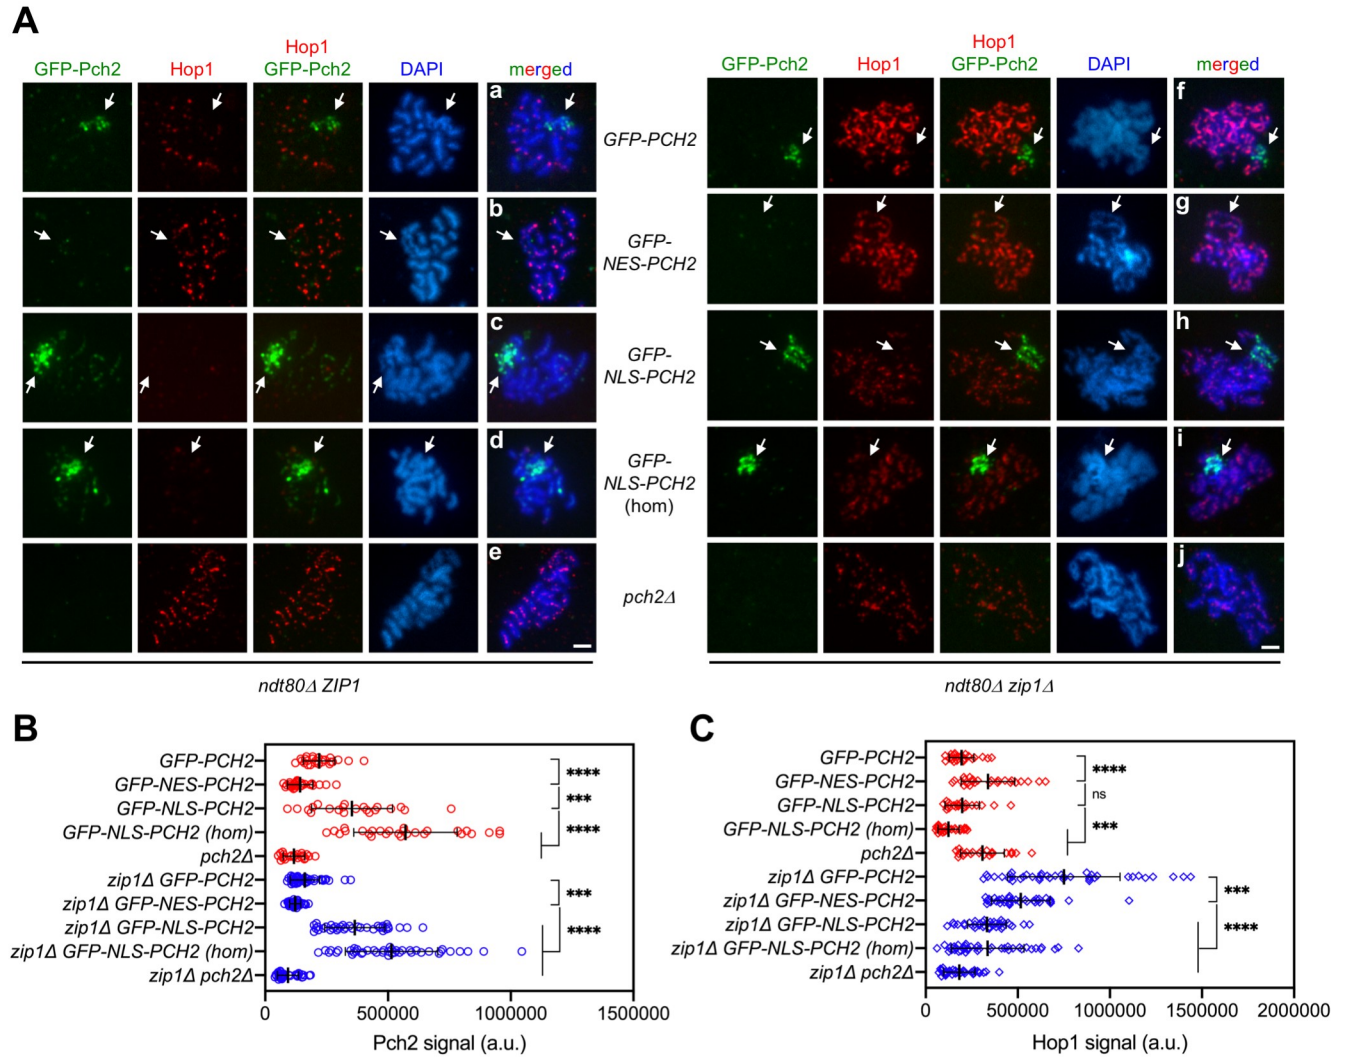 A
Hop1
GFP-Pch2 Hop1 GFP-Pch2 DAPI merged
Hop1
GFP-Pch2 Hop1 GFP-Pch2 DAPI merged
a
GFP-PCH2
f
b
GFP-
NES-PCH2
g
c
GFP-
NLS-PCH2
h
d
GFP-
NLS-PCH2
(hom)
i
e
pch2Δ
j
ndt80Δ ZIP1
ndt80Δ zip1Δ
B
GFP-PCH2
GFP-NES-PCH2
GFP-NLS-PCH2
GFP-NLS-PCH2 (hom)
pch2Δ
zip1Δ GFP-PCH2
zip1Δ GFP-NES-PCH2
zip1Δ GFP-NLS-PCH2
zip1Δ GFP-NLS-PCH2 (hom)
zip1Δ pch2Δ
****
***
****
***
****
0 500000 1000000 1500000
Pch2 signal (a.u.)
C
GFP-PCH2
GFP-NES-PCH2
GFP-NLS-PCH2
GFP-NLS-PCH2 (hom)
pch2Δ
zip1Δ GFP-PCH2
zip1Δ GFP-NES-PCH2
zip1Δ GFP-NLS-PCH2
zip1Δ GFP-NLS-PCH2 (hom)
zip1Δ pch2Δ
****
ns
***
***
****
0 500000 1000000 1500000 2000000
Hop1 signal (a.u.)